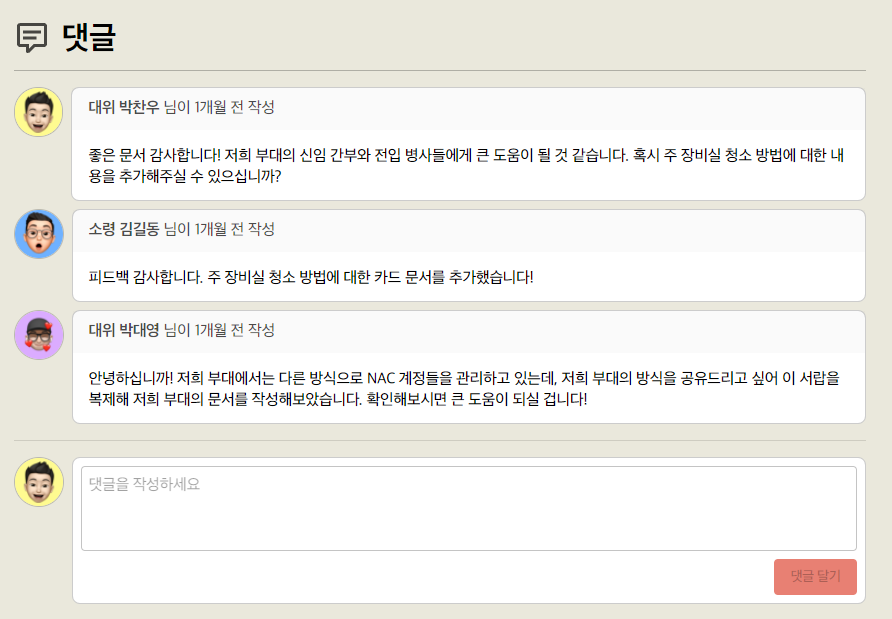 댓글
대위 박찬우 님이 1개월 전 작성
좋은 문서 감사합니다! 저희 부대의 신임 간부와 전입 병사들에게 큰 도움이 될 것 같습니다. 혹시 주 장비실 청소 방법에 대한 내
용을 추가해주실 수 있으십니까?
소령 김길동 님이 1개월 전 작성
피드백 감사합니다. 주 장비실 청소 방법에 대한 카드 문서를 추가했습니다!
대위 박대영 님이 1개월 전 작성
안녕하십니까! 저희 부대에서는 다른 방식으로 NAC 계정들을 관리하고 있는데, 저희 부대의 방식을 공유드리고 싶어 이 서랍을
복제해 저희 부대의 문서를 작성해보았습니다. 확인해보시면 큰 도움이 되실 겁니다!
댓글을 작성하세요
댓글 달기